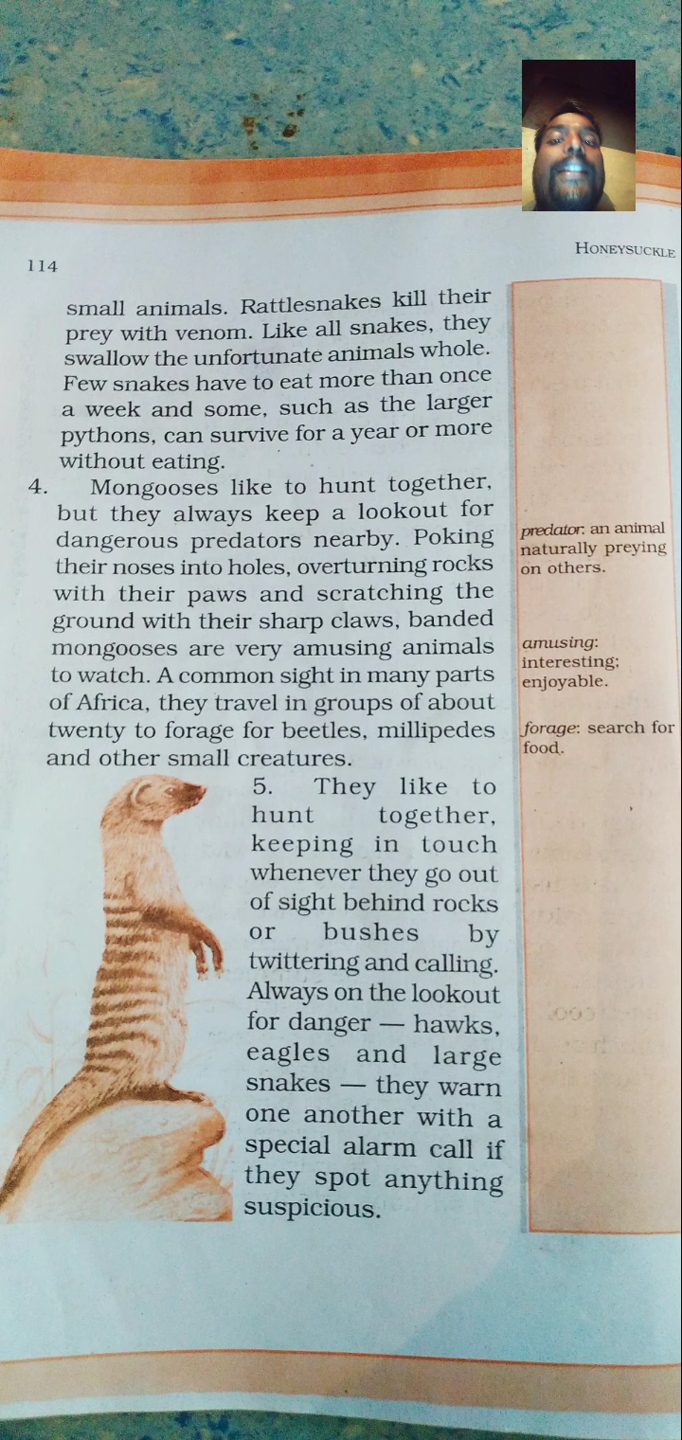 114
HONEYSUCKLE
small animals. Rattlesnakes kill their
prey with venom. Like all snakes, they
swallow the unfortunate animals whole.
Few snakes have to eat more than once
a week and some, such as the larger
pythons, can survive for a year or more
without eating.
4. Mongooses like to hunt together,
but they always keep a lookout for
dangerous predators nearby. Poking
their noses into holes, overturning rocks
with their paws and scratching the
ground with their sharp claws, banded
mongooses are very amusing animals
to watch. A common sight in many parts
of Africa, they travel in groups of about
twenty to forage for beetles, millipedes
and other small creatures.
5. They like to
hunt together,
keeping in touch
whenever they go out
of sight behind rocks
or bushes by
twittering and calling.
Always on the lookout
for danger — hawks,
eagles and large
snakes — they warn
one another with a
special alarm call if
they spot anything
suspicious.
predator: an animal
naturally preying
on others.
amusing:
interesting;
enjoyable.
forage: search for
food.